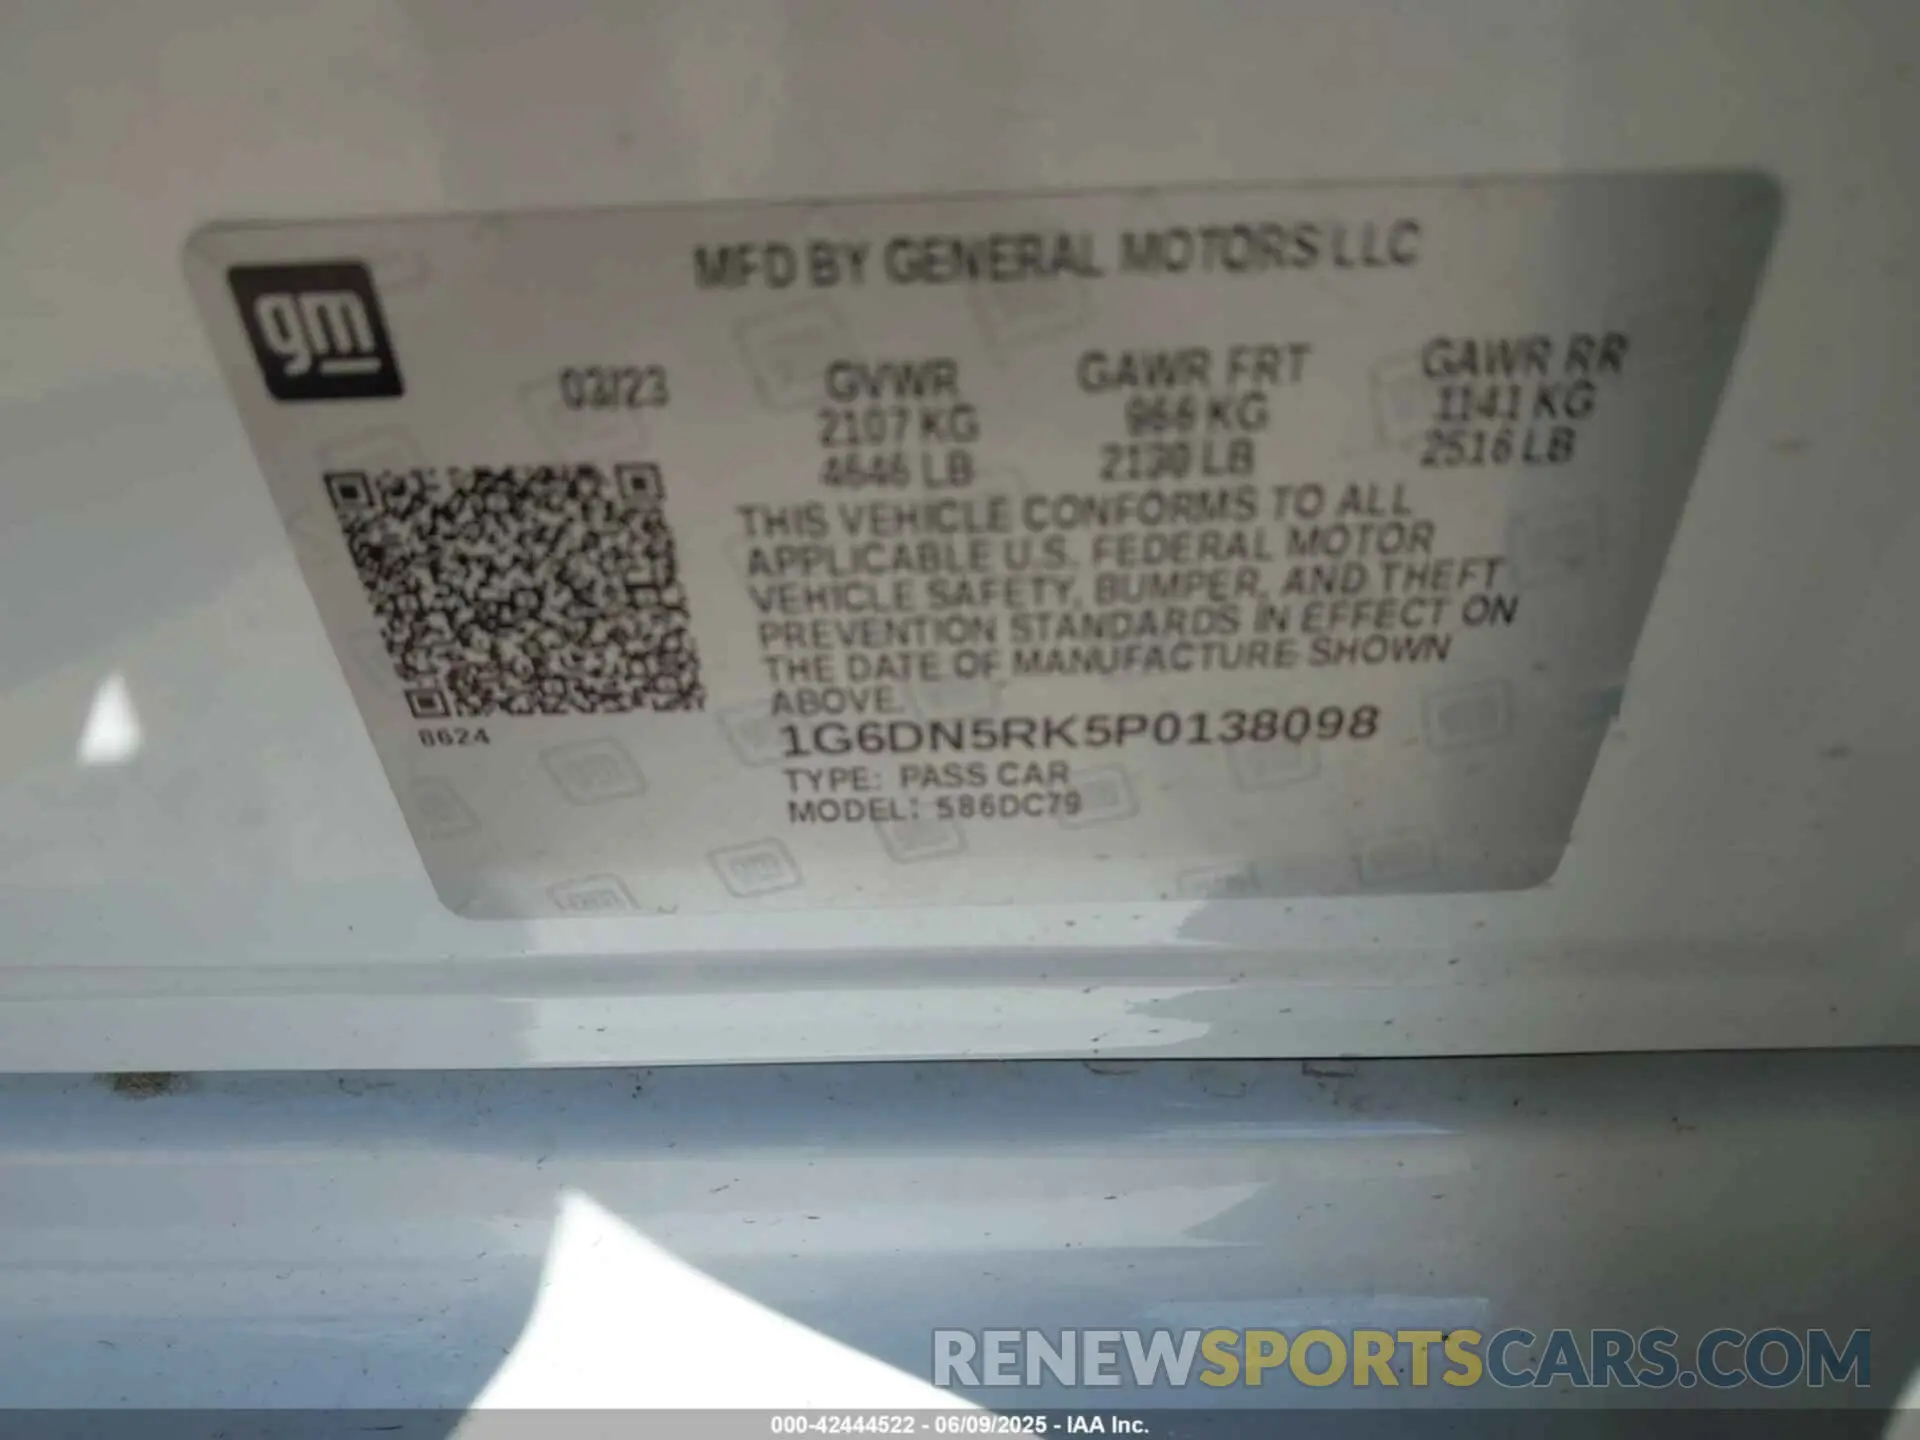 gm
MFD BY GENERAL MOTORS LLC
03/23
GVWR
2107 KG
4646 LB
GAWR FRT
966 KG
2130 LB
GAWR RR
1141 KG
2516 LB
THIS VEHICLE CONFORMS TO ALL
APPLICABLE U.S. FEDERAL MOTOR
VEHICLE SAFETY, BUMPER, AND THEFT
PREVENTION STANDARDS IN EFFECT ON
THE DATE OF MANUFACTURE SHOWN
ABOVE.
8624
1G6DN5RK5P0138098
TYPE: PASS CAR
MODEL: 5B6DC79
RENEWSPORTSCARS.COM
000-42444522 - 06/09/2025 - IAA Inc.